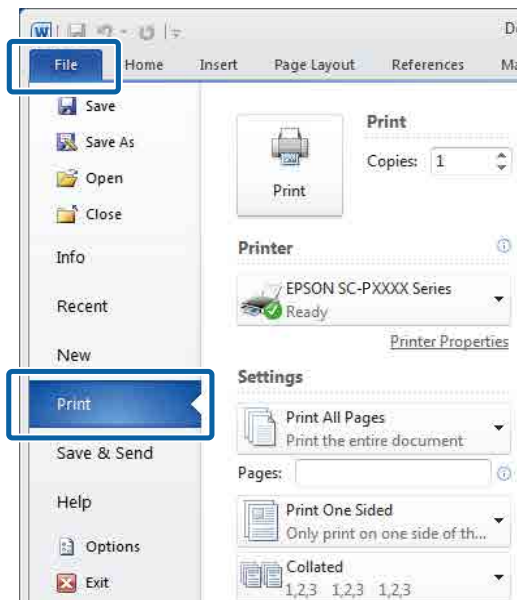 W
File Home Insert Page Layout References
Save
Save As
Open
Close
Info
Recent
New
Print
Save & Send
Help
Options
Exit
Print
Copies: 1
Print
Printer
EPSON SC-PXXXX Series
Ready
Printer Properties
Settings
Print All Pages
Print the entire document
Pages:
Print One Sided
Only print on one side of th...
Collated
1,2,3 1,2,3 1,2,3